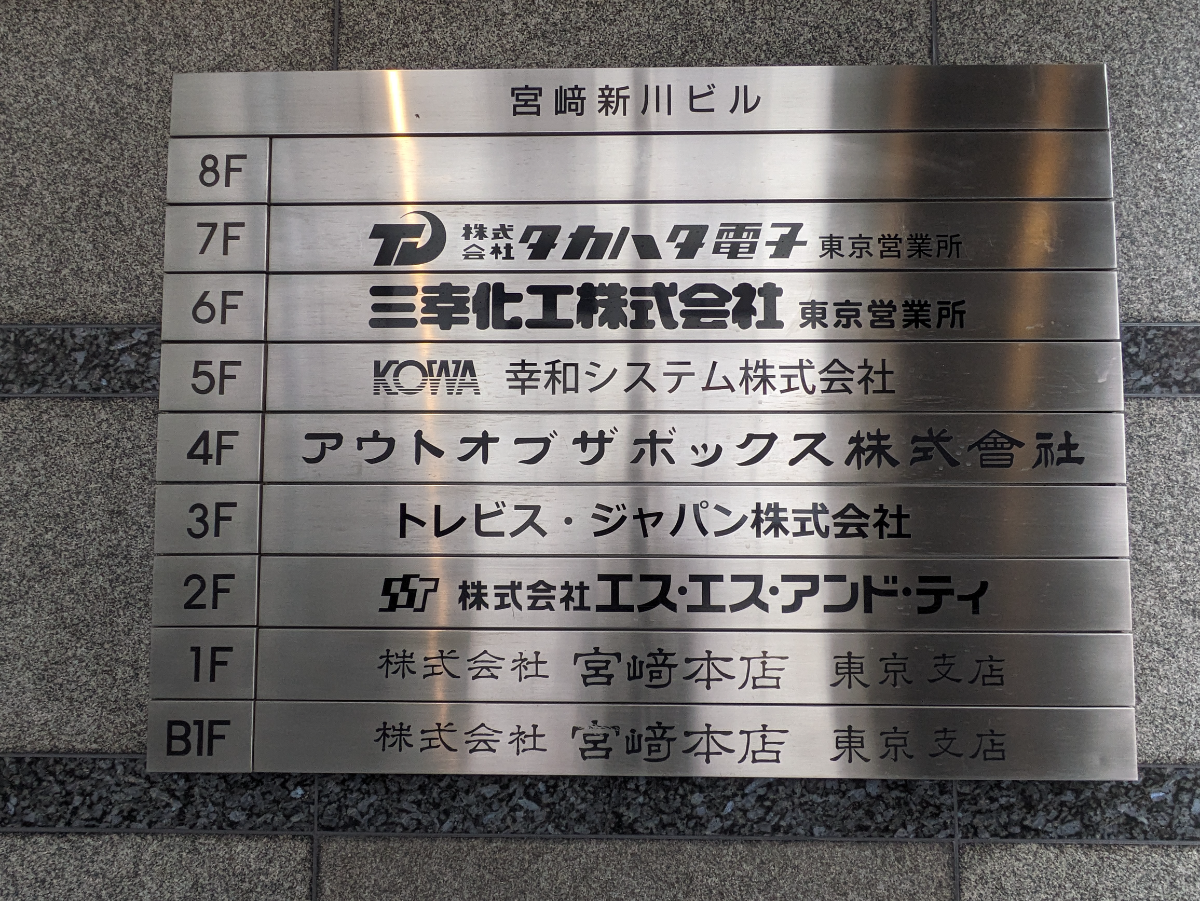 宮﨑新川ビル
8F
7F TD 株式会社 タカハタ電子 東京営業所
6F 三幸化工株式会社 東京営業所
5F KOWA 幸和システム株式会社
4F アウトオブザボックス株式會社
3F トレビス・ジャパン株式会社
2F SST 株式会社エス・エス・アンド・ティ
1F 株式会社 宮﨑本店 東京支店
B1F 株式会社 宮﨑本店 東京支店